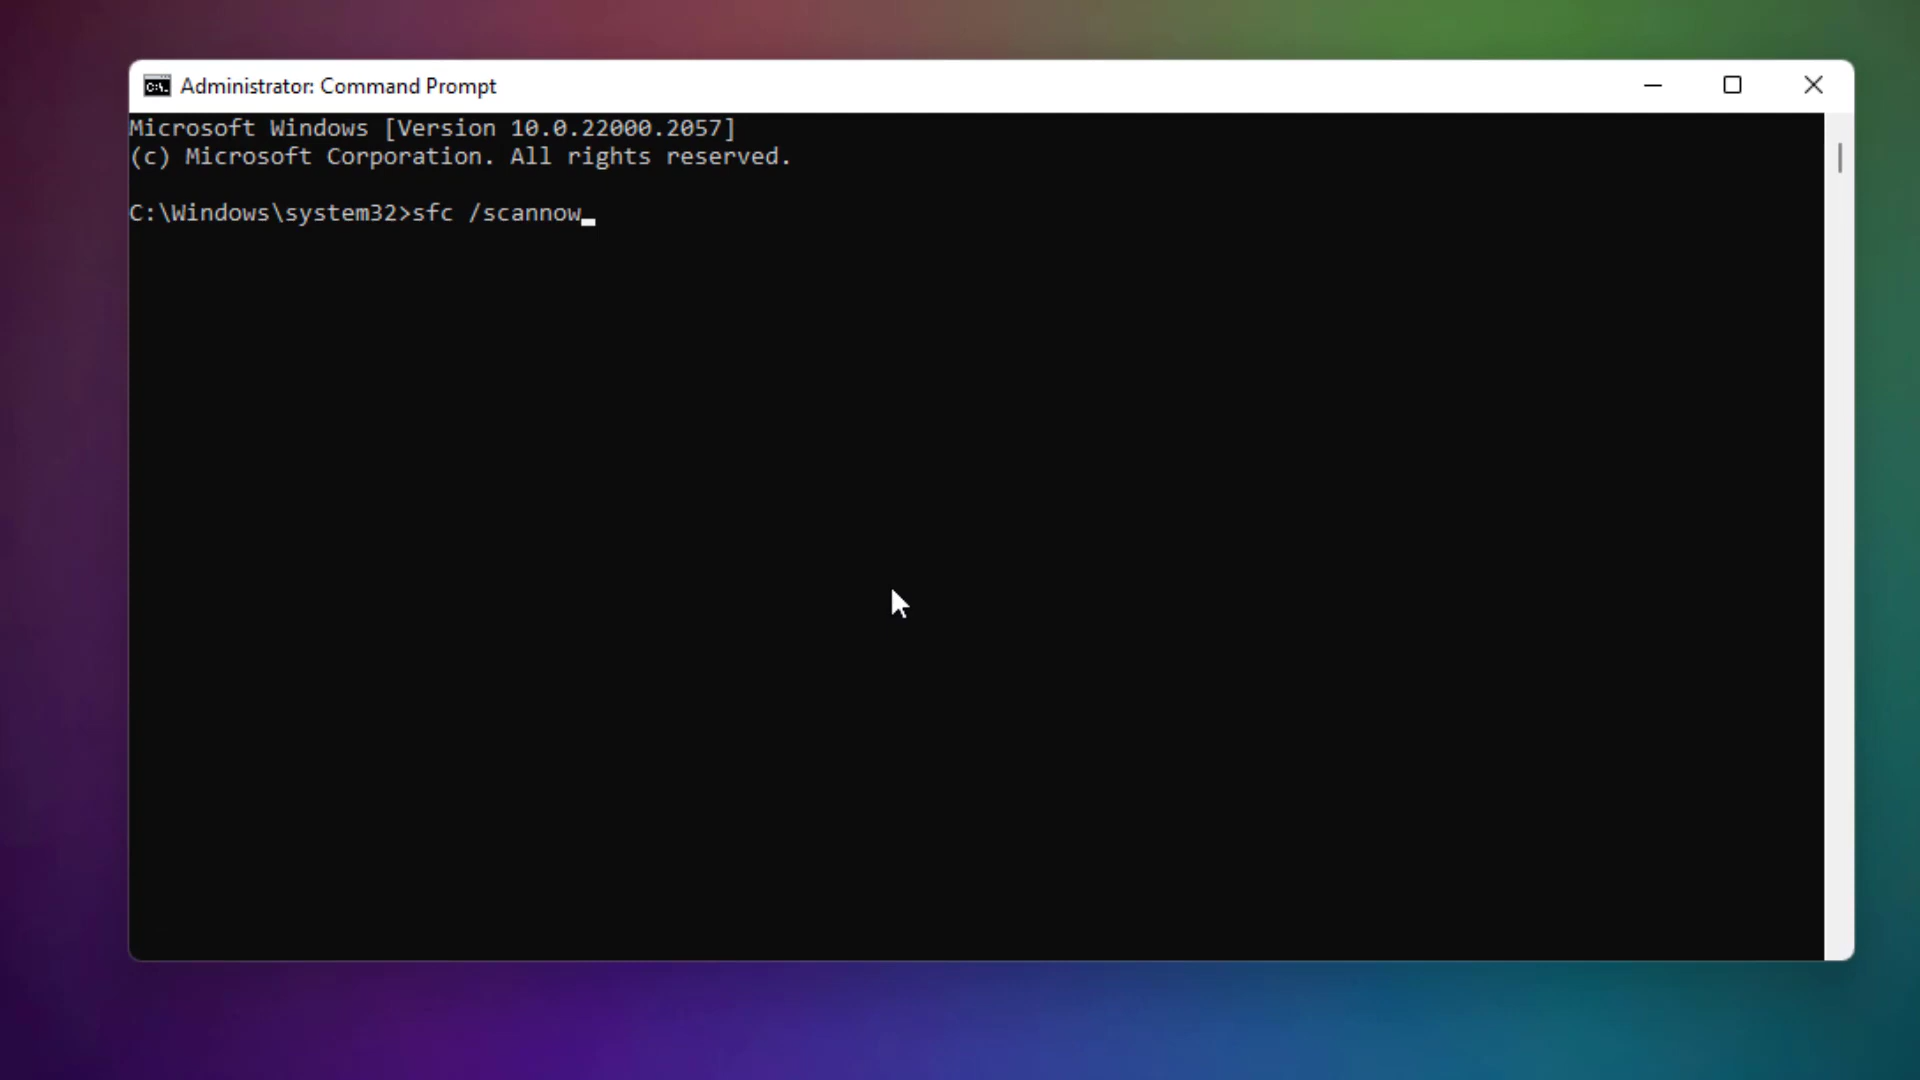 Administrator: Command Prompt
Microsoft Windows [Version 10.0.22000.2057]
(c) Microsoft Corporation. All rights reserved.
C:\Windows\system32>sfc /scannow